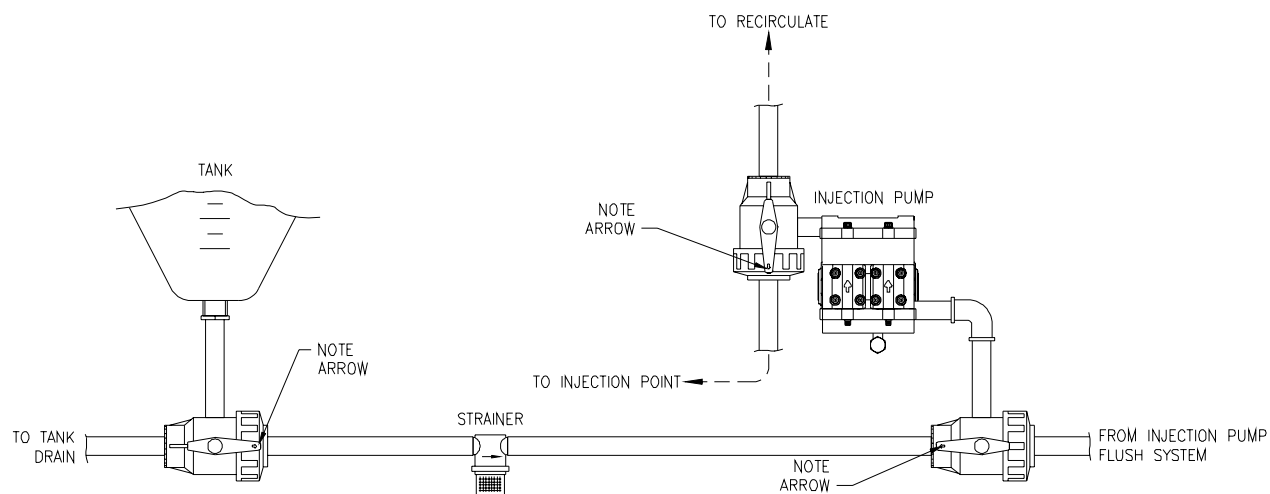 TO RECIRCULATE
TANK
INJECTION PUMP
NOTE
ARROW
NOTE
ARROW
TO INJECTION POINT
STRAINER
TO TANK
DRAIN
FROM INJECTION PUMP
FLUSH SYSTEM
NOTE
ARROW